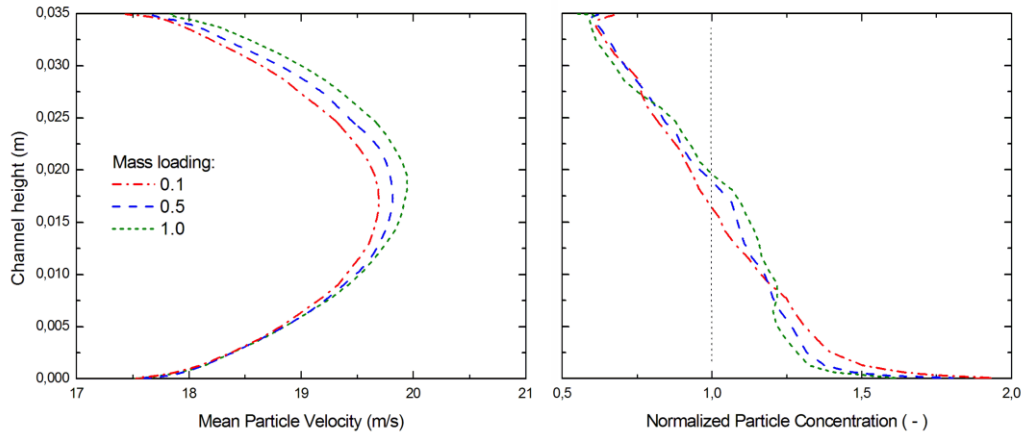 0,035
0,030
0,025
0,020
0,015
0,010
0,005
0,000
Channel height (m)
Mass loading:
0.1
0.5
1.0
17 18 19 20 21
Mean Particle Velocity (m/s)
0,5 1,0 1,5 2,0
Normalized Particle Concentration ( - )